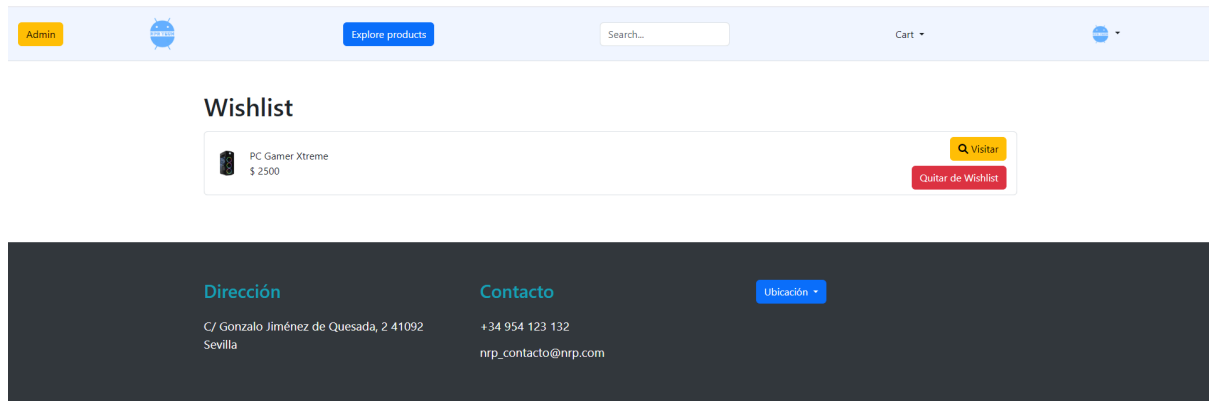 Admin
Explore products
Search...
Cart
Wishlist
PC Gamer Xtreme
$ 2500
Visitar
Quitar de Wishlist
Dirección
C/ Gonzalo Jiménez de Quesada, 2 41092
Sevilla
Contacto
+34 954 123 132
nrp_contacto@nrp.com
Ubicación